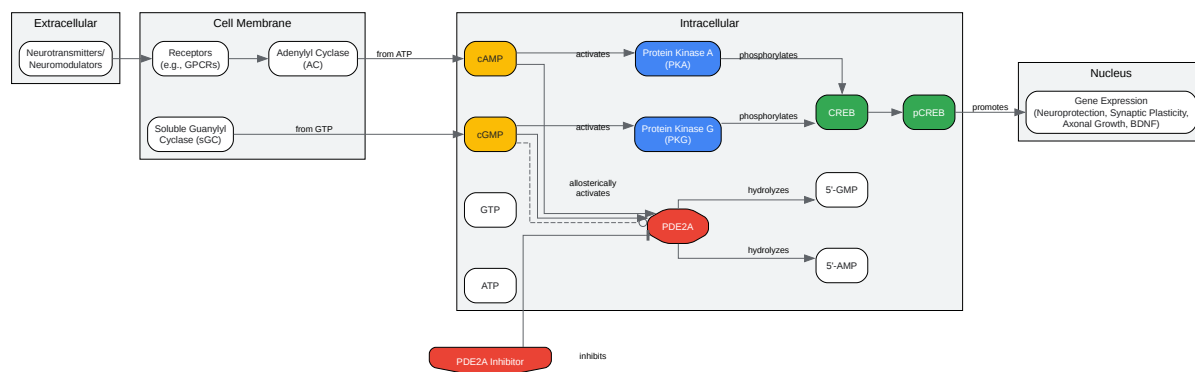 Extracellular
Neurotransmitters/
Neuromodulators
Cell Membrane
Receptors
(e.g., GPCRs)
Adenylyl Cyclase
(AC)
Soluble Guanylyl
Cyclase (sGC)
from ATP
from GTP
Intracellular
cAMP
activates
Protein Kinase A
(PKA)
phosphorylates
cGMP
activates
Protein Kinase G
(PKG)
phosphorylates
CREB
pCREB
promotes
Nucleus
Gene Expression
(Neuroprotection, Synaptic Plasticity,
Axonal Growth, BDNF)
allosterically
activates
GTP
PDE2A
hydrolyzes
5'-GMP
hydrolyzes
5'-AMP
ATP
PDE2A Inhibitor
inhibits